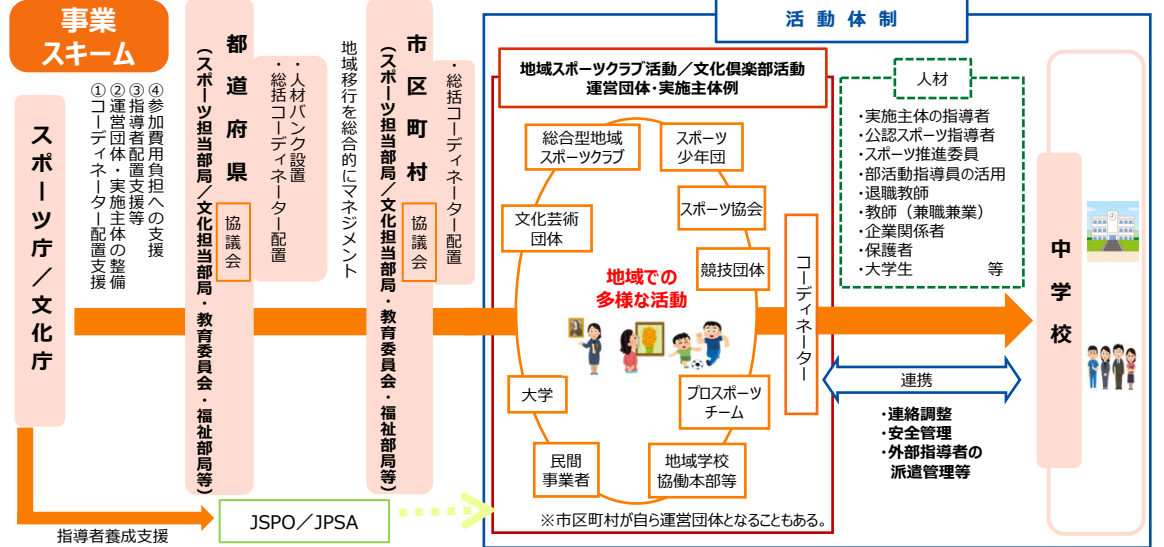 事業
スキーム
スポーツ庁／文化庁
④参加費用負担への支援
③指導者配置支援等
②運営団体・実施主体の整備
①コーディネーター配置支援
都道府県
（スポーツ担当部局／文化担当部局・教育委員会・福祉部局等）
協議会
・人材バンク設置
・総括コーディネーター配置
地域移行を総合的にマネジメント
市区町村
（スポーツ担当部局／文化担当部局・教育委員会・福祉部局等）
協議会
・総括コーディネーター配置
指導者養成支援
JSPO／JPSA
活動体制
地域スポーツクラブ活動／文化倶楽部活動
運営団体・実施主体例
総合型地域
スポーツクラブ
スポーツ
少年団
文化芸術
団体
スポーツ協会
競技団体
地域での
多様な活動
大学
プロスポーツ
チーム
民間
事業者
地域学校
協働本部等
※市区町村が自ら運営団体となることもある。
コーディネーター
人材
・実施主体の指導者
・公認スポーツ指導者
・スポーツ推進委員
・部活動指導員の活用
・退職教師
・教師（兼職兼業）
・企業関係者
・保護者
・大学生 等
連携
・連絡調整
・安全管理
・外部指導者の
派遣管理等
中学校